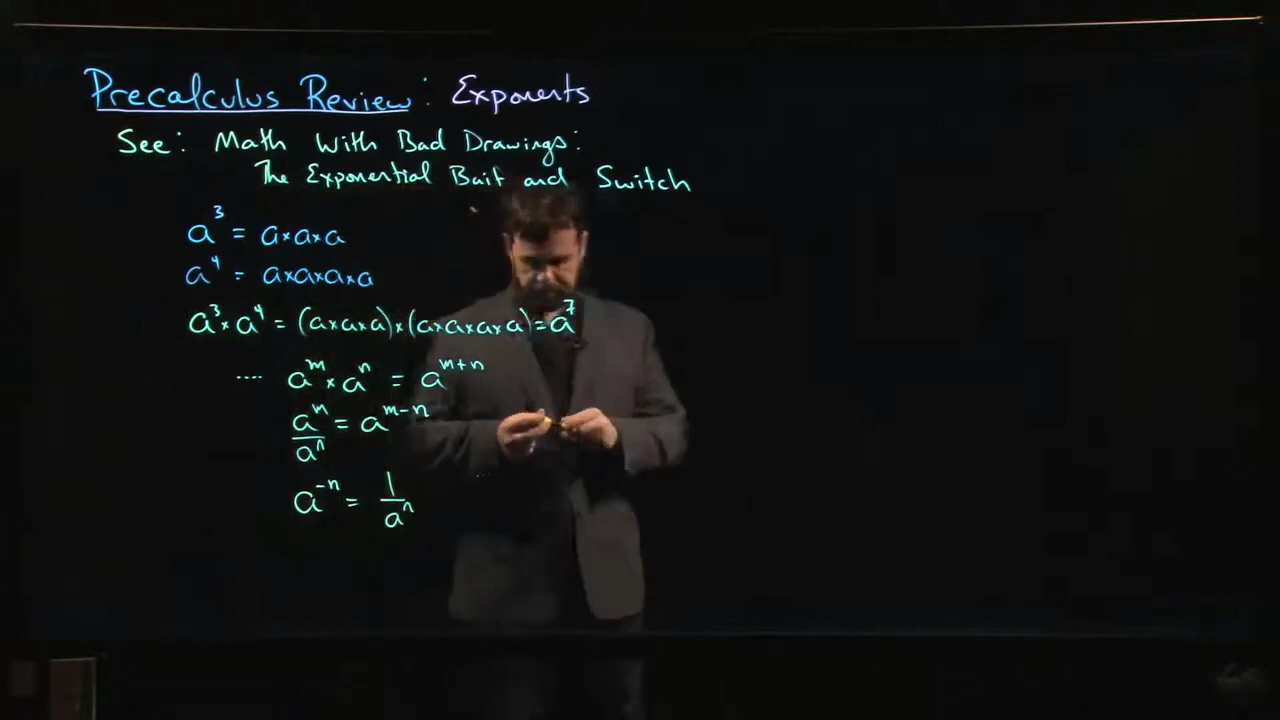 Precalculus Review: Exponents
See: Math With Bad Drawings:
The Exponential Bait and Switch
a³ = a×a×a
a⁴ = a×a×a×a
a³×a⁴ = (a×a×a)×(a×a×a×a)=a⁷
.... aᵐ × aⁿ = aᵐ⁺ⁿ
aᵐ/aⁿ = aᵐ⁻ⁿ
a⁻ⁿ = 1/aⁿ